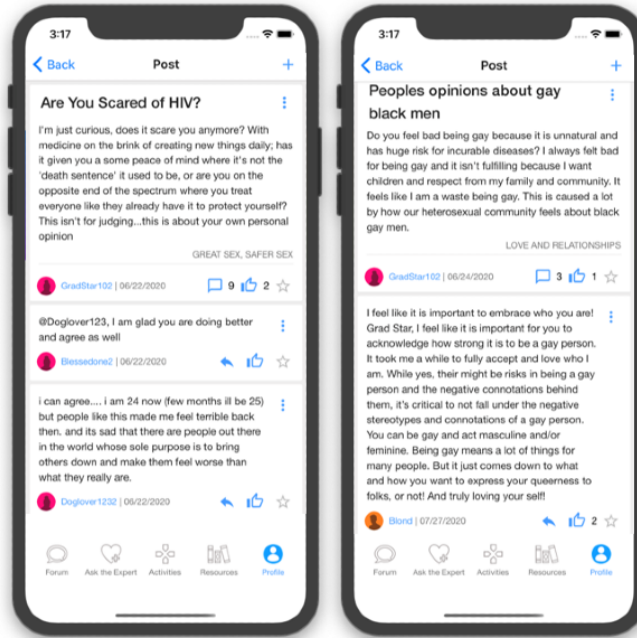 3:17
Back
Post
+
Are You Scared of HIV?
I'm just curious, does it scare you anymore? With
medicine on the brink of creating new things daily; has
it given you a some peace of mind where it's not the
'death sentence' it used to be, or are you on the
opposite end of the spectrum where you treat
everyone like they already have it to protect yourself?
This isn't for judging...this is about your own personal
opinion
GREAT SEX, SAFER SEX
GradStar102 | 06/22/2020
9
2
@Doglover123, I am glad you are doing better
and agree as well
Blessedone2 | 06/22/2020
i can agree.... i am 24 now (few months ill be 25)
but people like this made me feel terrible back
then. and its sad that there are people out there
in the world whose sole purpose is to bring
others down and make them feel worse than
what they really are.
Doglover1232 | 06/22/2020
Forum
Ask the Expert
Activities
Resources
Profile
3:17
Back
Post
+
Peoples opinions about gay
black men
Do you feel bad being gay because it is unnatural and
has huge risk for incurable diseases? I always felt bad
for being gay and it isn't fulfilling because I want
children and respect from my family and community. It
feels like I am a waste being gay. This is caused a lot
by how our heterosexual community feels about black
gay men.
LOVE AND RELATIONSHIPS
GradStar102 | 06/24/2020
3
1
I feel like it is important to embrace who you are!
Grad Star, I feel like it is important for you to
acknowledge how strong it is to be a gay person.
It took me a while to fully accept and love who I
am. While yes, their might be risks in being a gay
person and the negative connotations behind
them, it's critical to not fall under the negative
stereotypes and connotations of a gay person.
You can be gay and act masculine and/or
feminine. Being gay means a lot of things for
many people. But it just comes down to what
and how you want to express your queerness to
folks, or not! And truly loving your self!
Blond | 07/27/2020
2
Forum
Ask the Expert
Activities
Resources
Profile